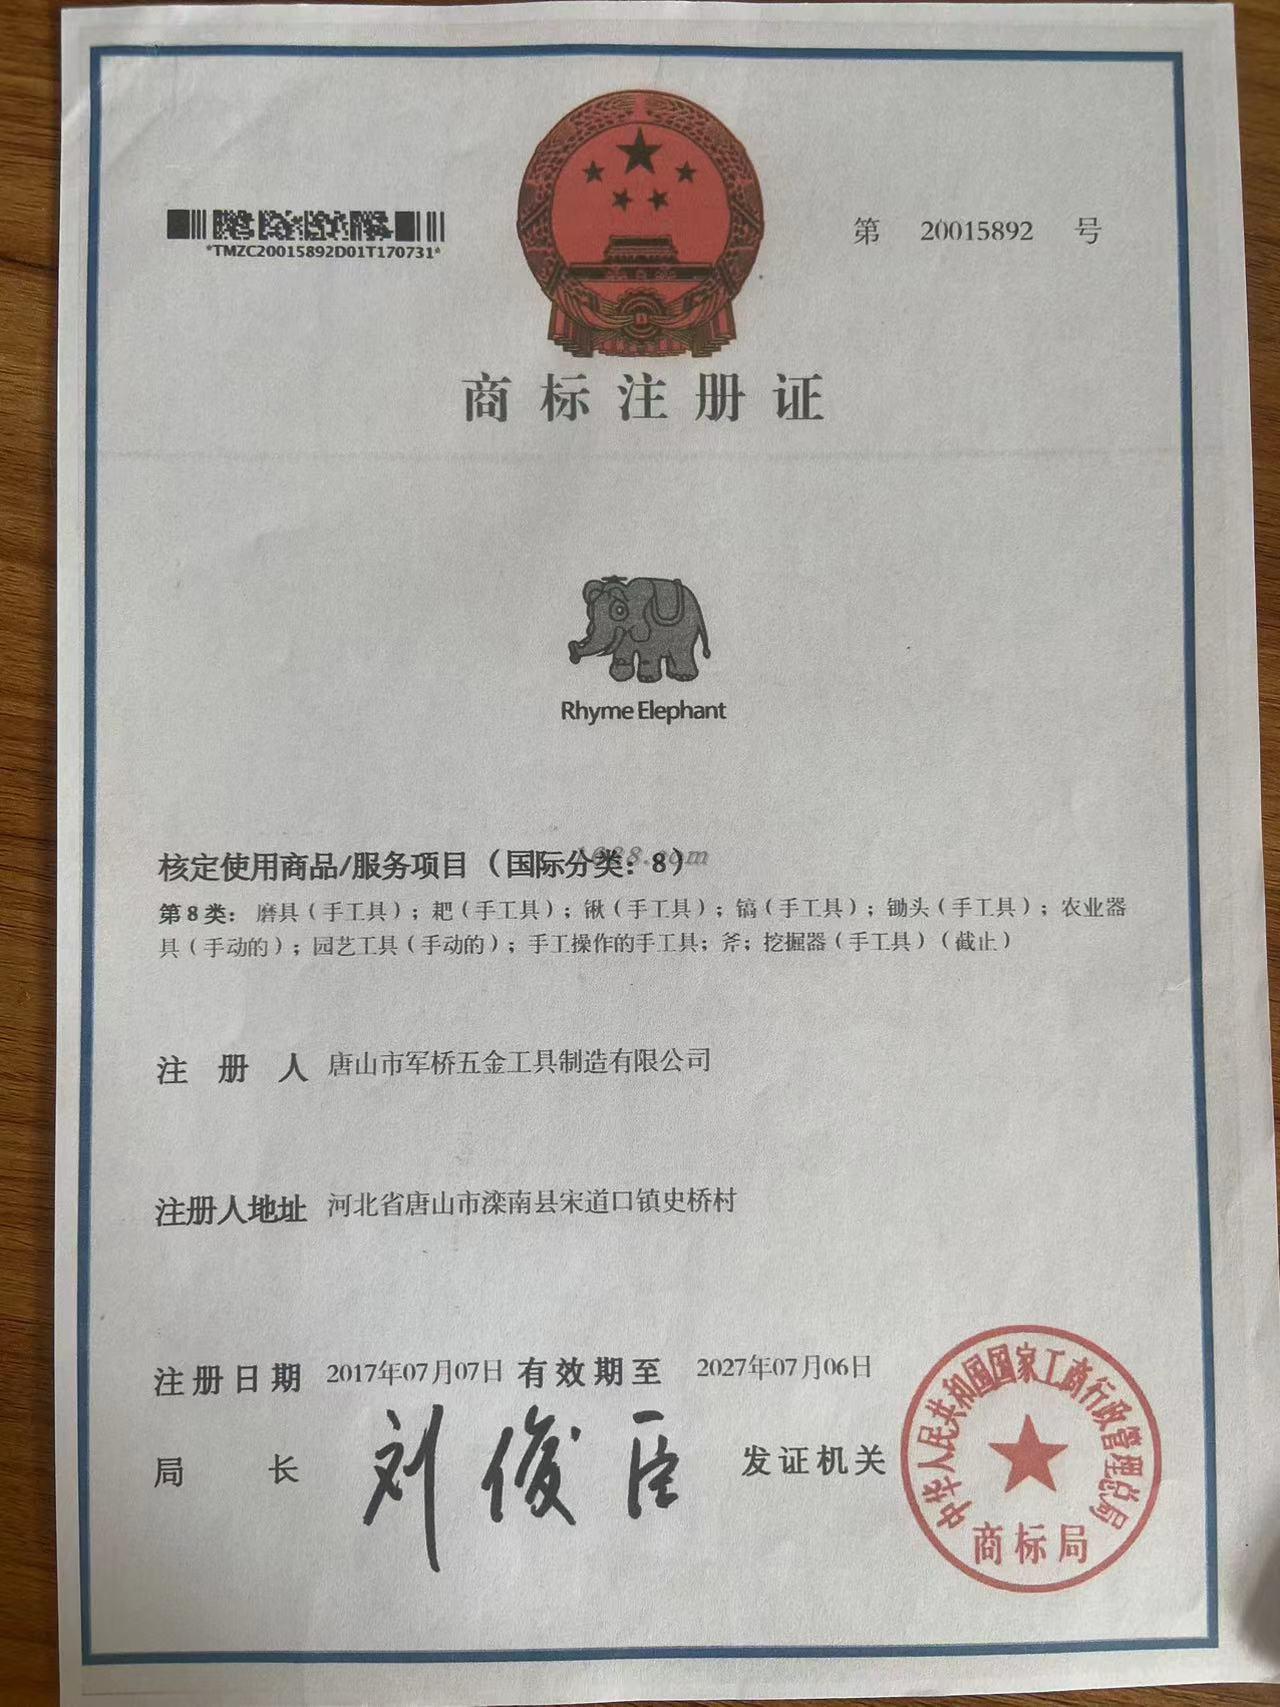 第 20015892 号
*TMZC20015892D01T170731*
商标注册证
Rhyme Elephant
核定使用商品/服务项目（国际分类：8）
1688.com
第8类：磨具（手工具）；耙（手工具）；锹（手工具）；镐（手工具）；锄头（手工具）；农业器
具（手动的）；园艺工具（手动的）；手工操作的手工具；斧；挖掘器（手工具）（截止）
注册人 唐山市军桥五金工具制造有限公司
注册人地址 河北省唐山市滦南县宋道口镇史桥村
注册日期 2017年07月07日 有效期至 2027年07月06日
局长 刘俊臣 发证机关
中华人民共和国国家工商行政管理总局
商标局